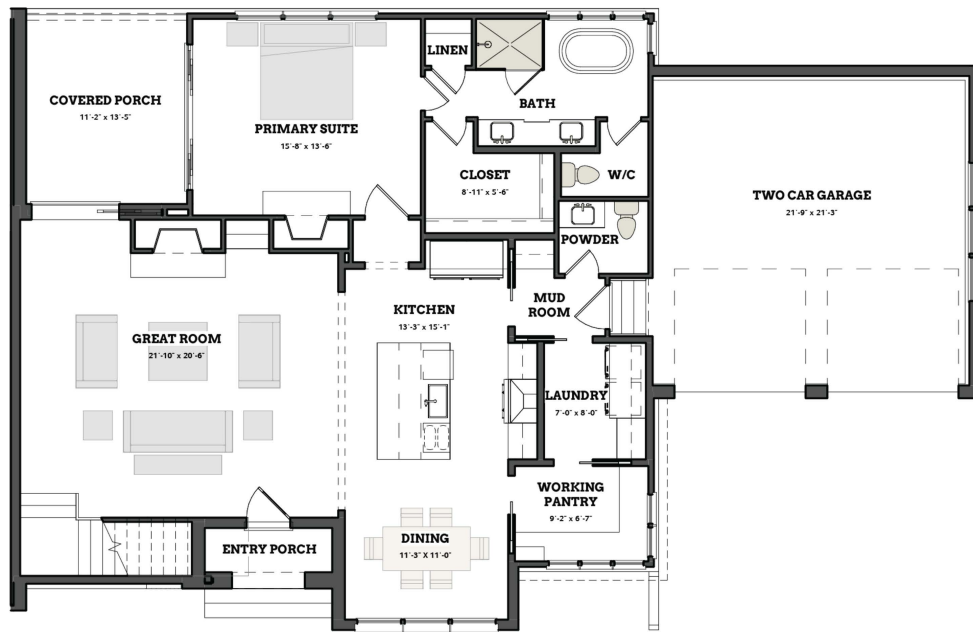 COVERED PORCH
11'-2" x 13'-5"
PRIMARY SUITE
15'-8" x 13'-6"
LINEN
BATH
CLOSET
8'-11" x 5'-6"
W/C
POWDER
TWO CAR GARAGE
21'-9" x 21'-3"
GREAT ROOM
21'-10" x 20'-6"
KITCHEN
13'-3" x 15'-1"
MUD
ROOM
LAUNDRY
7'-0" x 8'-0"
WORKING
PANTRY
9'-2" x 6'-7"
DINING
11'-3" X 11'-0"
ENTRY PORCH